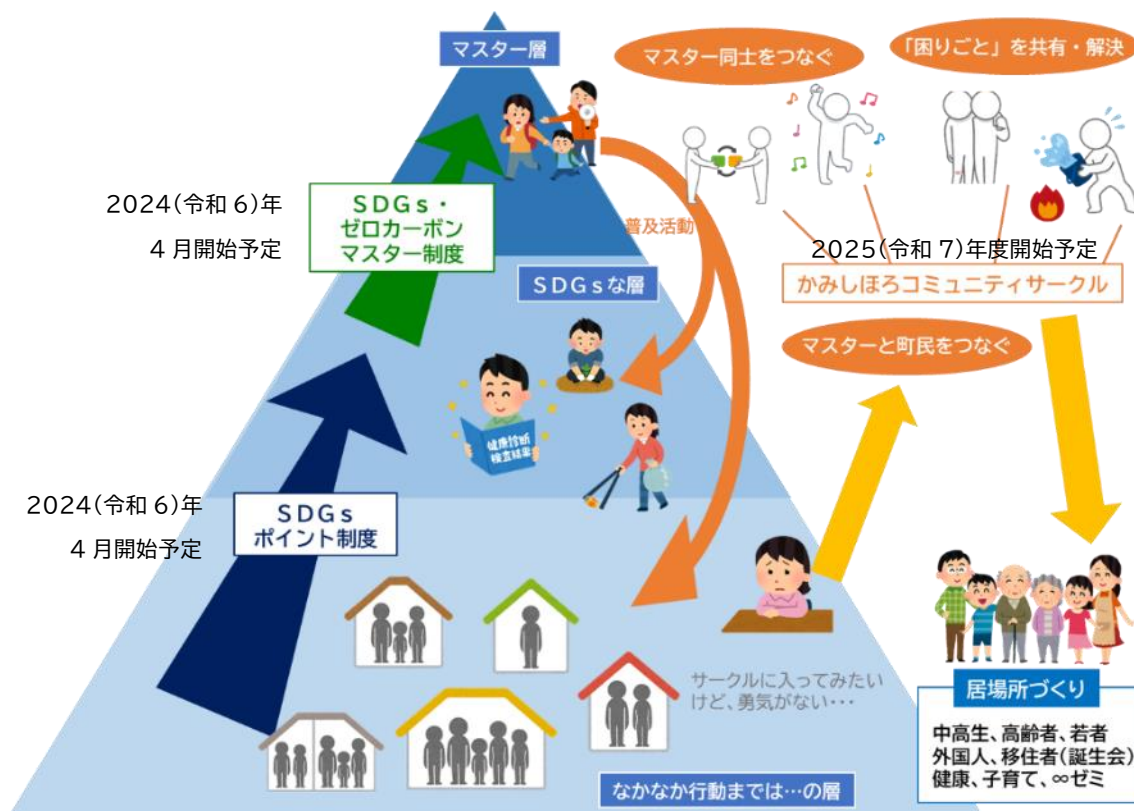 マスター層
マスター同士をつなぐ
「困りごと」を共有・解決
2024(令和6)年
4月開始予定
SDGs・
ゼロカーボン
マスター制度
普及活動
2025(令和7)年度開始予定
かみしほろコミュニティサークル
SDGsな層
マスターと町民をつなぐ
健康診断
検査結果
2024(令和6)年
4月開始予定
SDGs
ポイント制度
サークルに入ってみたい
けど、勇気がない・・・
居場所づくり
中高生、高齢者、若者
外国人、移住者(誕生会)
健康、子育て、∞ゼミ
なかなか行動までは…の層